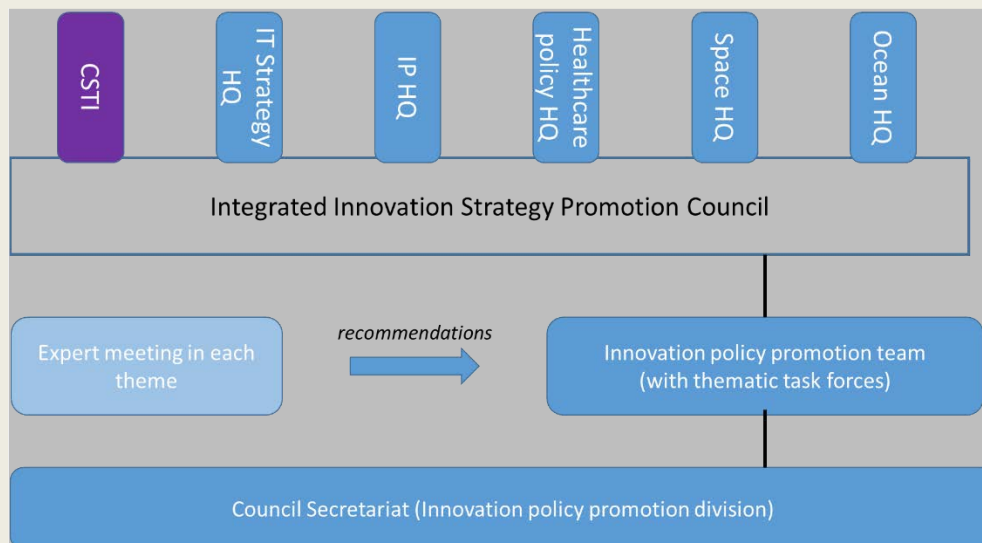 CSTI
IT Strategy
HQ
IP HQ
Healthcare
policy HQ
Space HQ
Ocean HQ
Integrated Innovation Strategy Promotion Council
Expert meeting in each
theme
recommendations
Innovation policy promotion team
(with thematic task forces)
Council Secretariat (Innovation policy promotion division)